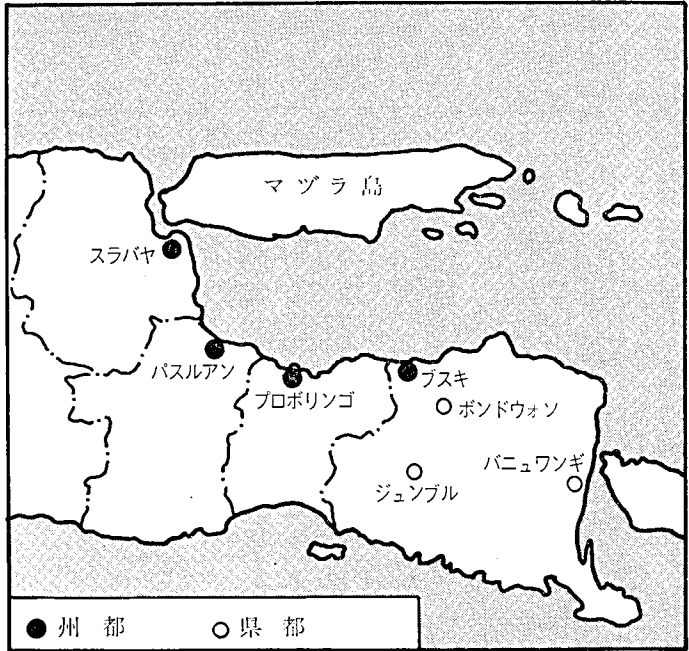 マヅラ島
スラバヤ
パスルアン
プロボリンゴ
ブスキ
ボンドウォソ
バニュワンギ
ジュンブル
州都
県都